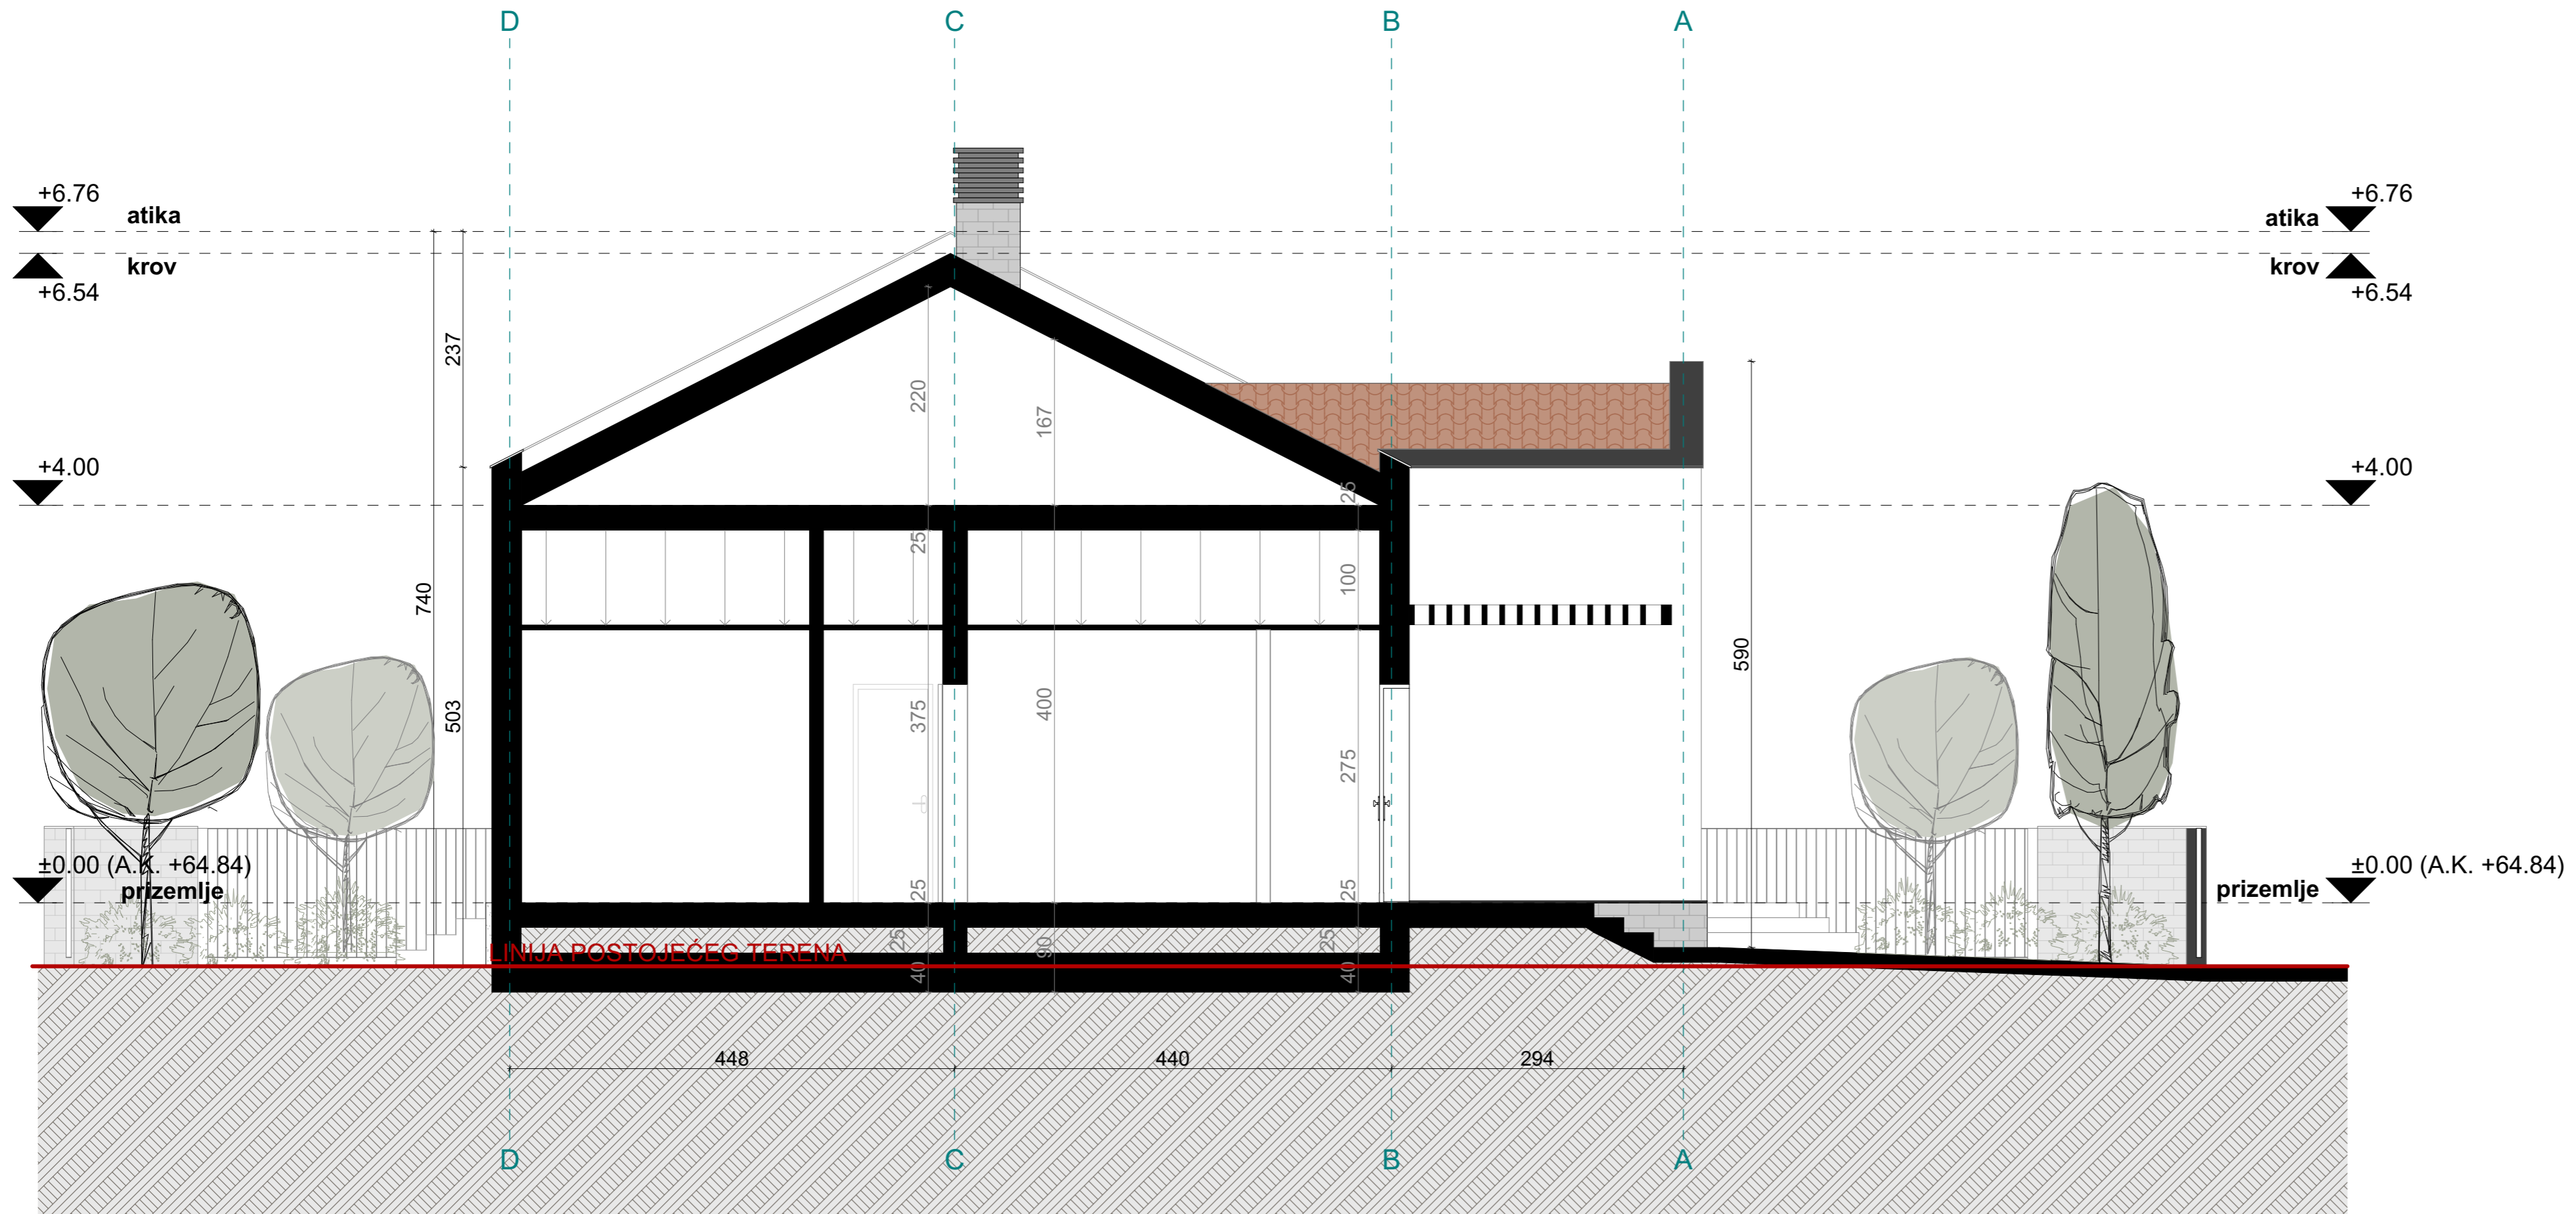 D
C
B
A
+6.76
atika
krov
+6.54
+6.76
atika
krov
+6.54
237
220
167
+4.00
+4.00
25
25
100
740
590
503
375
400
275
±0.00 (A.K. +64.84)
prizemlje
±0.00 (A.K. +64.84)
prizemlje
25
25
25
90
25
LINIJA POSTOJEĆEG TERENA
40
40
448
440
294
D
C
B
A